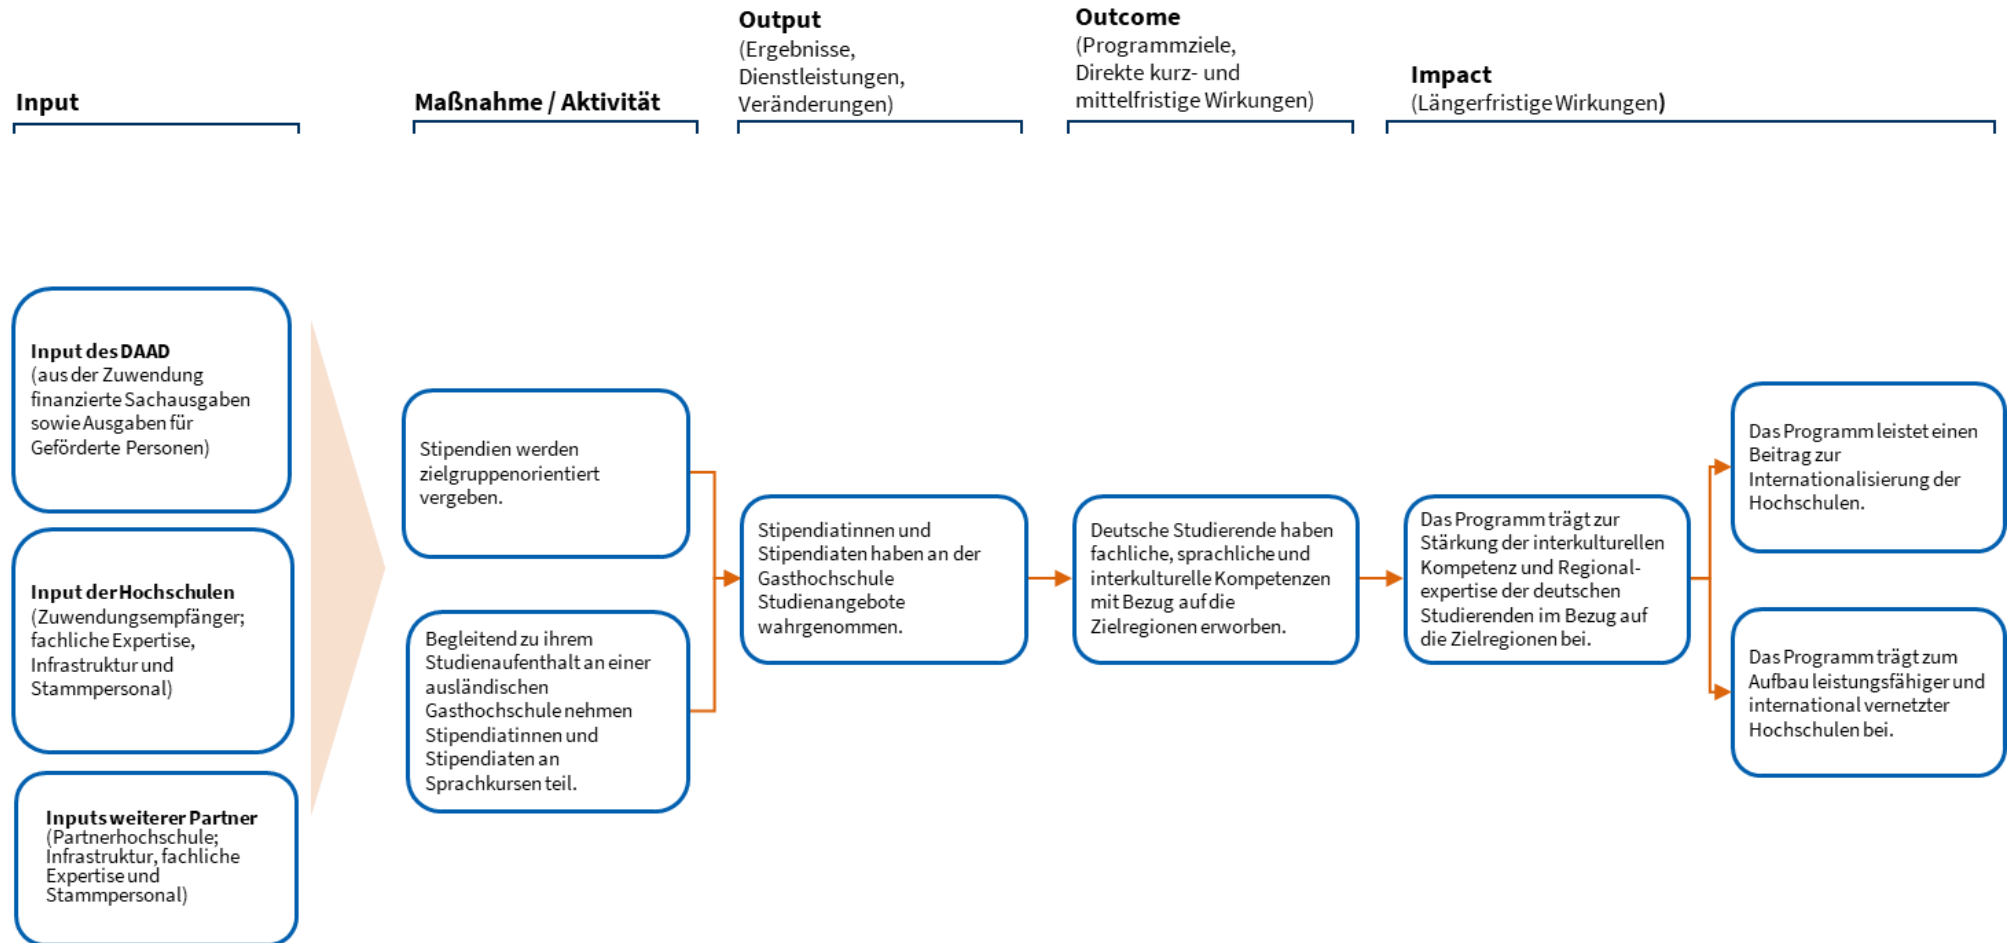 Input
Maßnahme / Aktivität
Output
(Ergebnisse,
Dienstleistungen,
Veränderungen)
Outcome
(Programmziele,
Direkte kurz- und
mittelfristige Wirkungen)
Impact
(Längerfristige Wirkungen)
Input des DAAD
(aus der Zuwendung
finanzierte Sachausgaben
sowie Ausgaben für
Geförderte Personen)
Input der Hochschulen
(Zuwendungsempfänger;
fachliche Expertise,
Infrastruktur und
Stammpersonal)
Inputs weiterer Partner
(Partnerhochschule;
Infrastruktur, fachliche
Expertise und
Stammpersonal)
Stipendien werden
zielgruppenorientiert
vergeben.
Begleitend zu ihrem
Studienaufenthalt an einer
ausländischen
Gasthochschule nehmen
Stipendiatinnen und
Stipendiaten an
Sprachkursen teil.
Stipendiatinnen und
Stipendiaten haben an der
Gasthochschule
Studienangebote
wahrgenommen.
Deutsche Studierende haben
fachliche, sprachliche und
interkulturelle Kompetenzen
mit Bezug auf die
Zielregionen erworben.
Das Programm trägt zur
Stärkung der interkulturellen
Kompetenz und Regional-
expertise der deutschen
Studierenden im Bezug auf
die Zielregionen bei.
Das Programm leistet einen
Beitrag zur
Internationalisierung der
Hochschulen.
Das Programm trägt zum
Aufbau leistungsfähiger und
international vernetzter
Hochschulen bei.